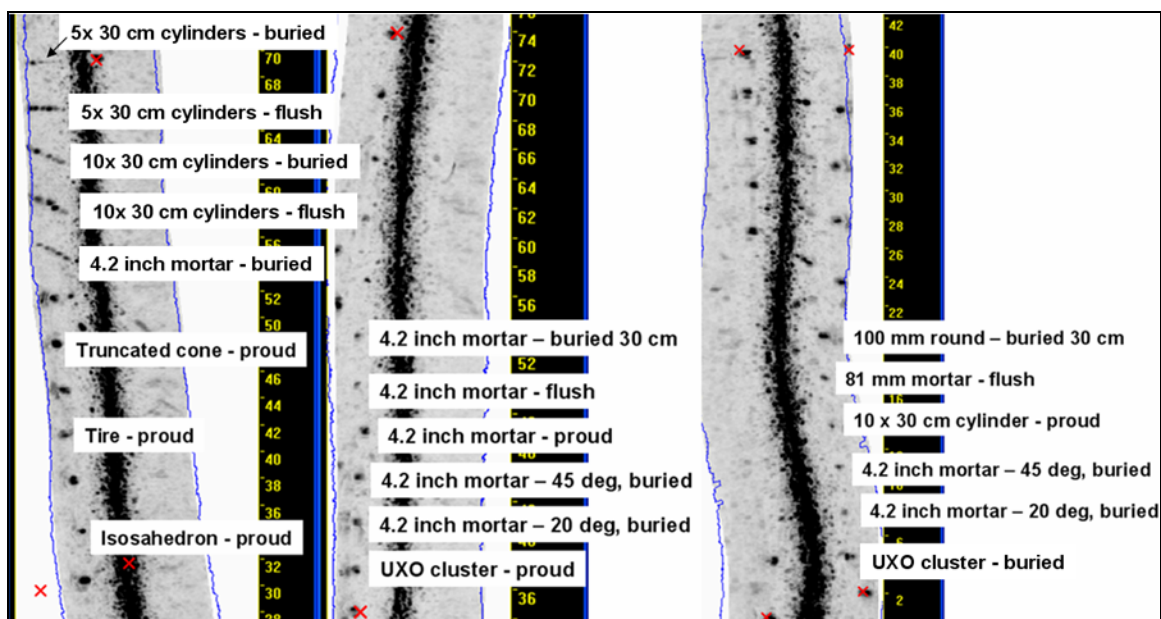 5x 30 cm cylinders - buried
70
68
5x 30 cm cylinders - flush
64
10x 30 cm cylinders - buried
60
10x 30 cm cylinders - flush
56
4.2 inch mortar - buried
52
50
Truncated cone - proud
46
44
42
Tire - proud
40
38
36
Isosahedron - proud
32
30
28
76
74
72
70
68
66
64
62
60
58
56
4.2 inch mortar – buried 30 cm
52
4.2 inch mortar - flush
4.2 inch mortar - proud
4.2 inch mortar – 45 deg, buried
4.2 inch mortar – 20 deg, buried
UXO cluster - proud
36
42
40
38
36
34
32
30
28
26
24
22
100 mm round – buried 30 cm
81 mm mortar - flush
16
10 x 30 cm cylinder - proud
4.2 inch mortar – 45 deg, buried
4.2 inch mortar – 20 deg, buried
6
UXO cluster - buried
2